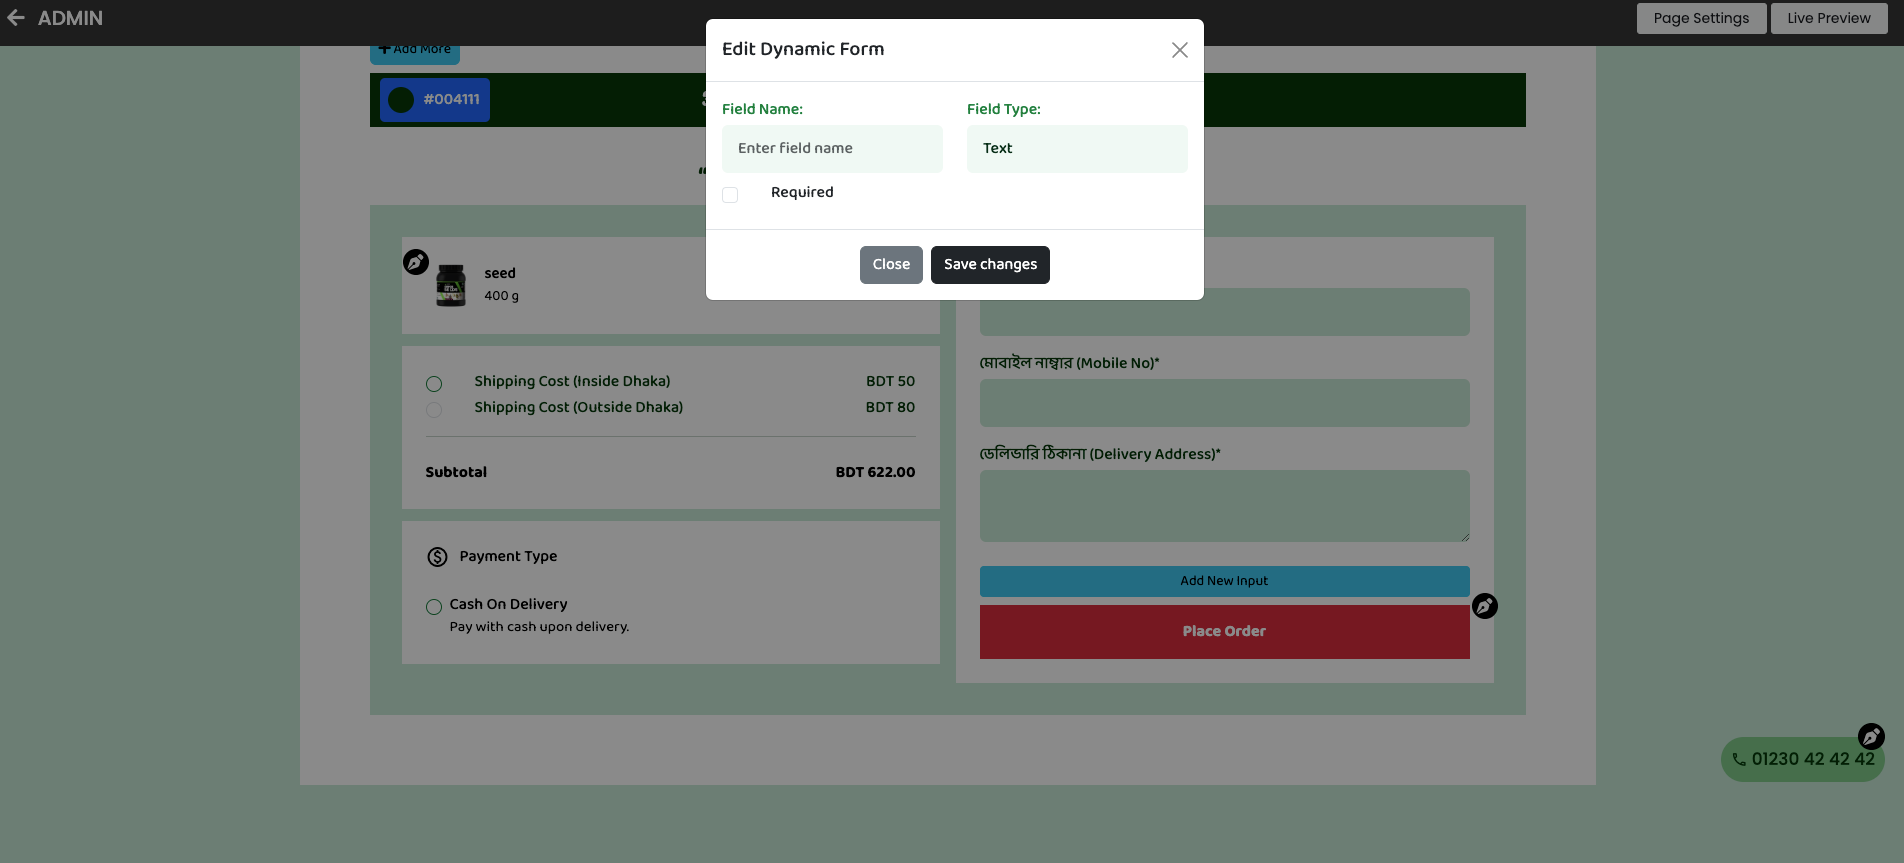 ADMIN
Page Settings
Live Preview
Add More
#004111
Edit Dynamic Form
Field Name:
Field Type:
Enter field name
Text
Required
Close
Save changes
seed
400 g
Shipping Cost (Inside Dhaka)
BDT 50
Shipping Cost (Outside Dhaka)
BDT 80
Subtotal
BDT 622.00
Payment Type
Cash On Delivery
Pay with cash upon delivery.
মোবাইল নাম্বার (Mobile No)*
ডেলিভারি ঠিকানা (Delivery Address)*
Add New Input
Place Order
01230 42 42 42